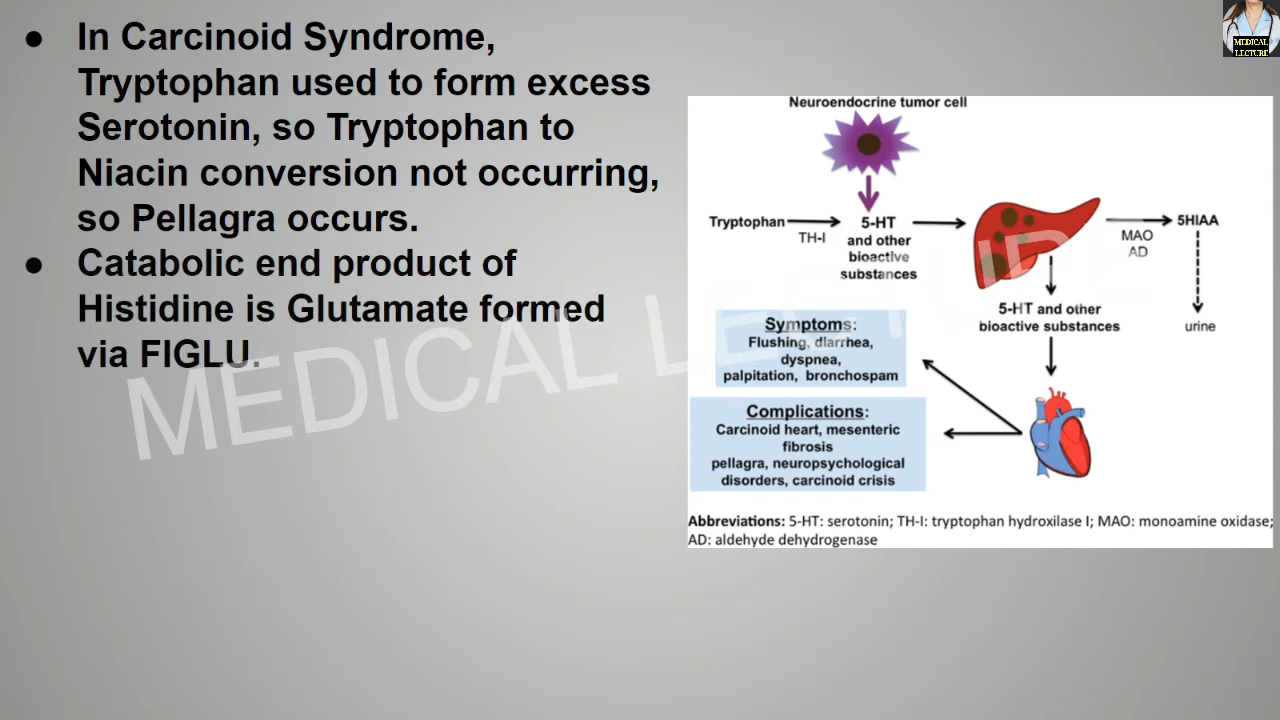 ● In Carcinoid Syndrome,
Tryptophan used to form excess
Serotonin, so Tryptophan to
Niacin conversion not occurring,
so Pellagra occurs.
● Catabolic end product of
Histidine is Glutamate formed
via FIGLU.
MEDICAL
LECTURE
Neuroendocrine tumor cell
Tryptophan
TH-I
5-HT
and other
bioactive
substances
MAO
AD
5HIAA
urine
5-HT and other
bioactive substances
Symptoms:
Flushing, diarrhea,
dyspnea,
palpitation, bronchospam
Complications:
Carcinoid heart, mesenteric
fibrosis
pellagra, neuropsychological
disorders, carcinoid crisis
Abbreviations: 5-HT: serotonin; TH-I: tryptophan hydroxilase I; MAO: monoamine oxidase;
AD: aldehyde dehydrogenase
MEDICAL